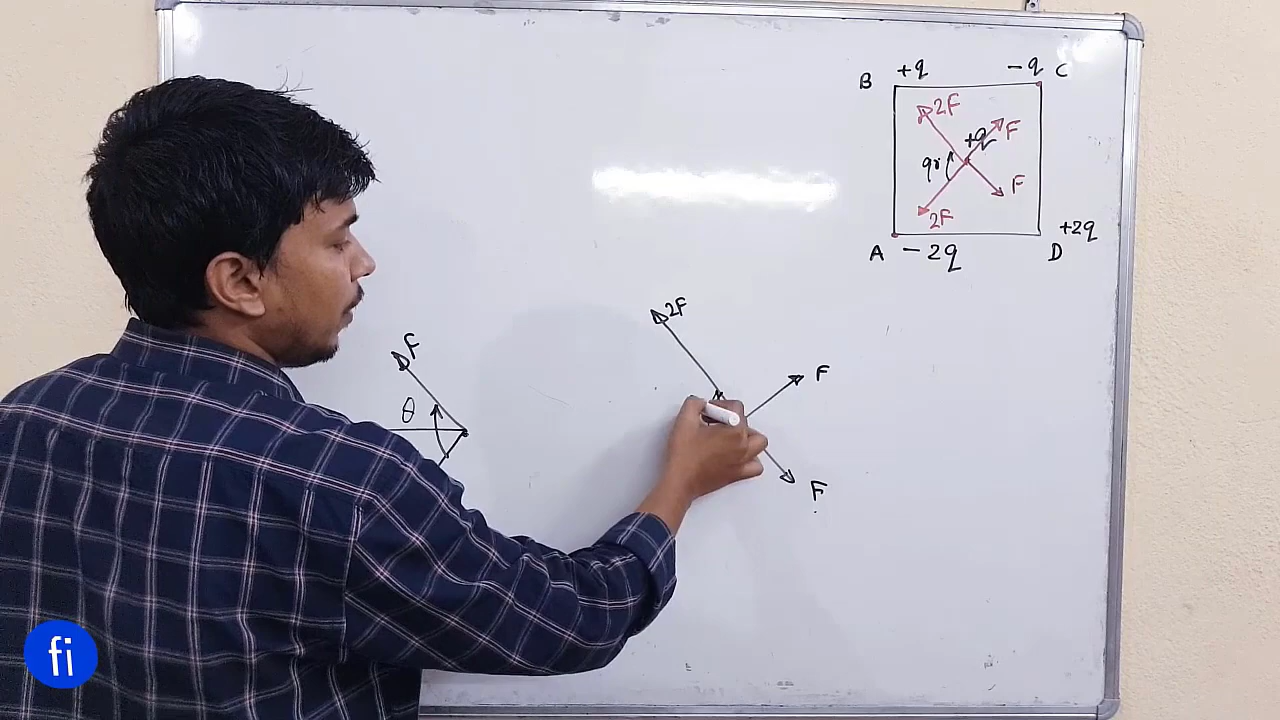 B +q -q C
2F
+q F
90
F
2F
A -2q D +2q
2F
F
F
θ
F
fi